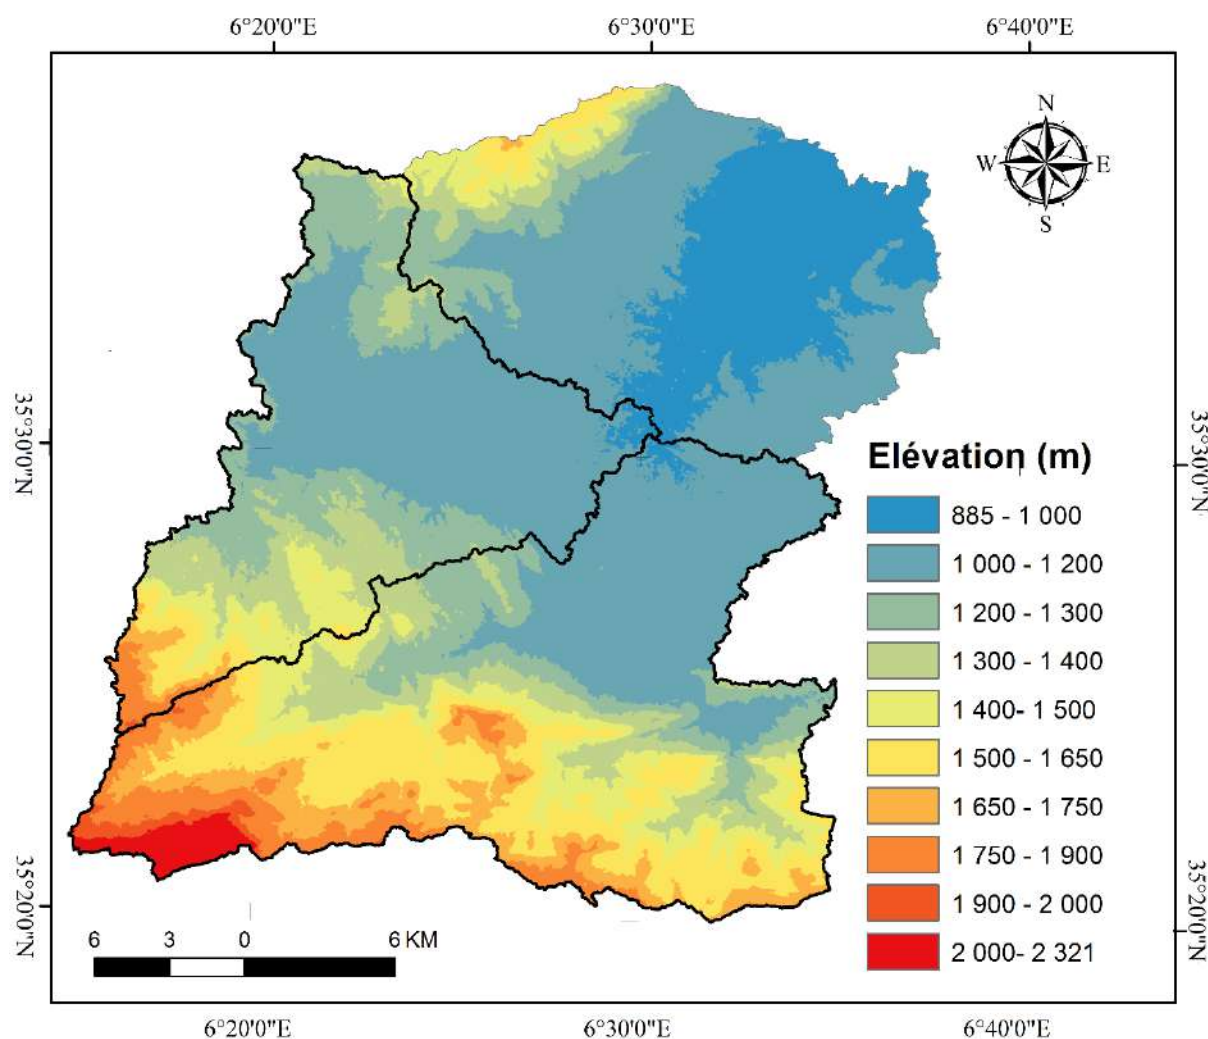 6°20'0"E 6°30'0"E 6°40'0"E
N
W E
S
35°30'0"N 35°30'0"N
Elévation (m)
885 - 1 000
1 000 - 1 200
1 200 - 1 300
1 300 - 1 400
1 400- 1 500
1 500 - 1 650
1 650 - 1 750
1 750 - 1 900
1 900 - 2 000
2 000- 2 321
35°20'0"N 35°20'0"N
6 3 0 6 KM
6°20'0"E 6°30'0"E 6°40'0"E